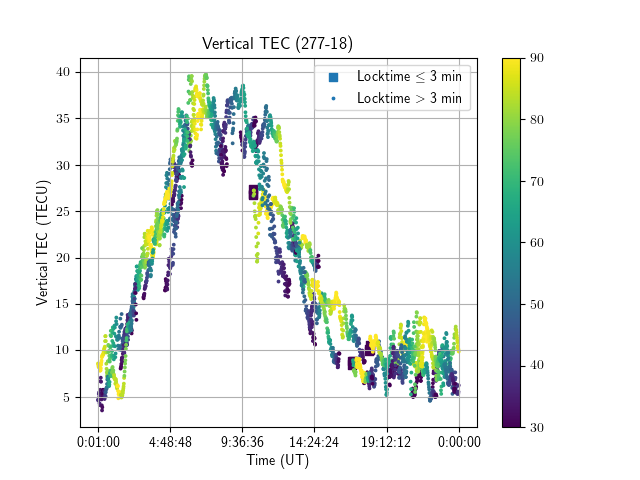 Vertical TEC (277-18)
Locktime ≤ 3 min
Locktime > 3 min
Vertical TEC (TECU)
40
35
30
25
20
15
10
5
0:01:00 4:48:48 9:36:36 14:24:24 19:12:12 0:00:00
Time (UT)
90
80
70
60
50
40
30